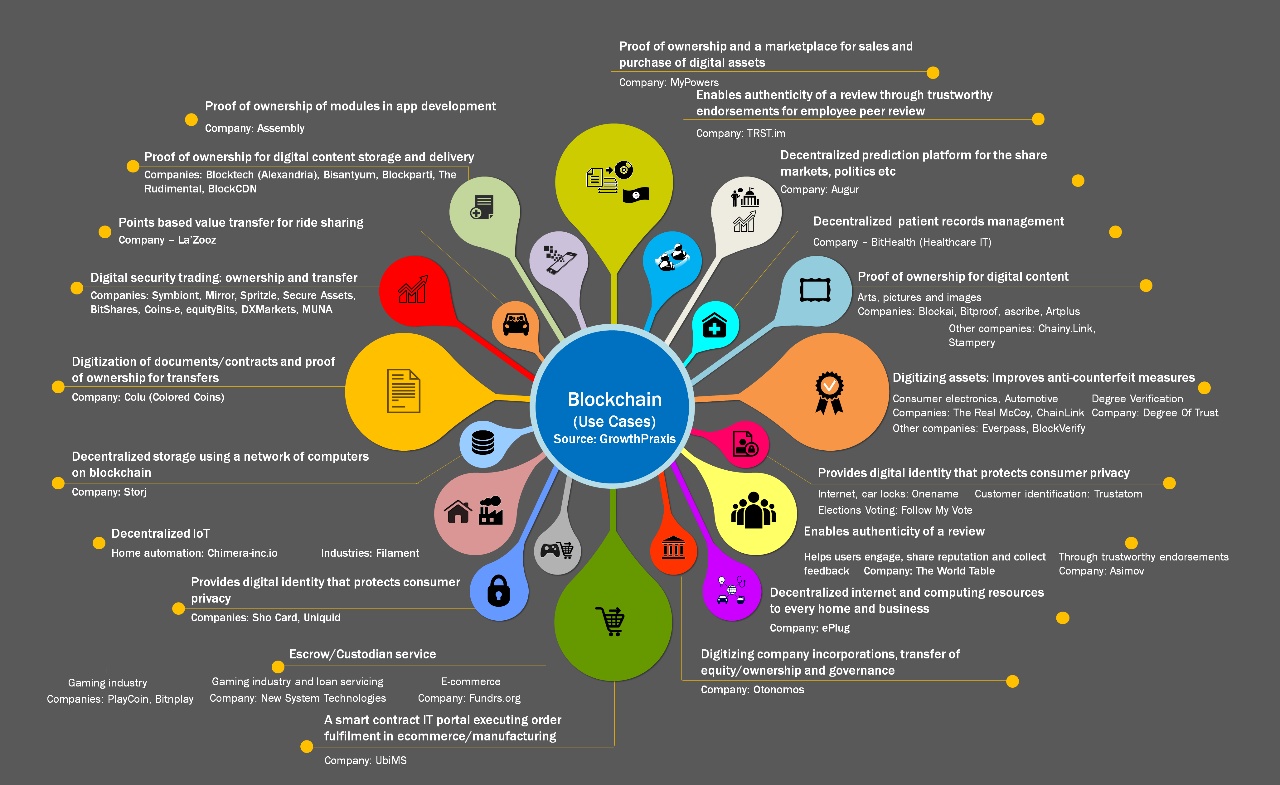 Proof of ownership and a marketplace for sales and
purchase of digital assets
Company: MyPowers
Enables authenticity of a review through trustworthy
endorsements for employee peer review
Company: TRST.im
Decentralized prediction platform for the share
markets, politics etc
Company: Augur
Decentralized patient records management
Company – BitHealth (Healthcare IT)
Proof of ownership for digital content
Arts, pictures and images
Companies: Blockai, Bitproof, ascribe, Artplus
Other companies: Chainy.Link,
Stampery
Digitizing assets: Improves anti-counterfeit measures
Consumer electronics, Automotive
Companies: The Real McCoy, ChainLink
Other companies: Everpass, BlockVerify
Degree Verification
Company: Degree Of Trust
Provides digital identity that protects consumer privacy
Internet, car locks: Onename
Customer identification: Trustatom
Elections Voting: Follow My Vote
Enables authenticity of a review
Helps users engage, share reputation and collect
feedback Company: The World Table
Through trustworthy endorsements
Company: Asimov
Decentralized internet and computing resources
to every home and business
Company: ePlug
Digitizing company incorporations, transfer of
equity/ownership and governance
Company: Otonomos
Proof of ownership of modules in app development
Company: Assembly
Proof of ownership for digital content storage and delivery
Companies: Blocktech (Alexandria), Bisantyum, Blockparti, The
Rudimental, BlockCDN
Points based value transfer for ride sharing
Company – La'Zooz
Digital security trading: ownership and transfer
Companies: Symbiont, Mirror, Spritzle, Secure Assets,
BitShares, Coins-e, equityBits, DXMarkets, MUNA
Digitization of documents/contracts and proof
of ownership for transfers
Company: Colu (Colored Coins)
Decentralized storage using a network of computers
on blockchain
Company: Storj
Decentralized IoT
Home automation: Chimera-inc.io
Industries: Filament
Provides digital identity that protects consumer
privacy
Companies: Sho Card, Uniquid
Escrow/Custodian service
Gaming industry
Companies: PlayCoin, Bitnplay
Gaming industry and loan servicing
Company: New System Technologies
E-commerce
Company: Fundrs.org
A smart contract IT portal executing order
fulfilment in ecommerce/manufacturing
Company: UbiMS
Blockchain
(Use Cases)
Source: GrowthPraxis